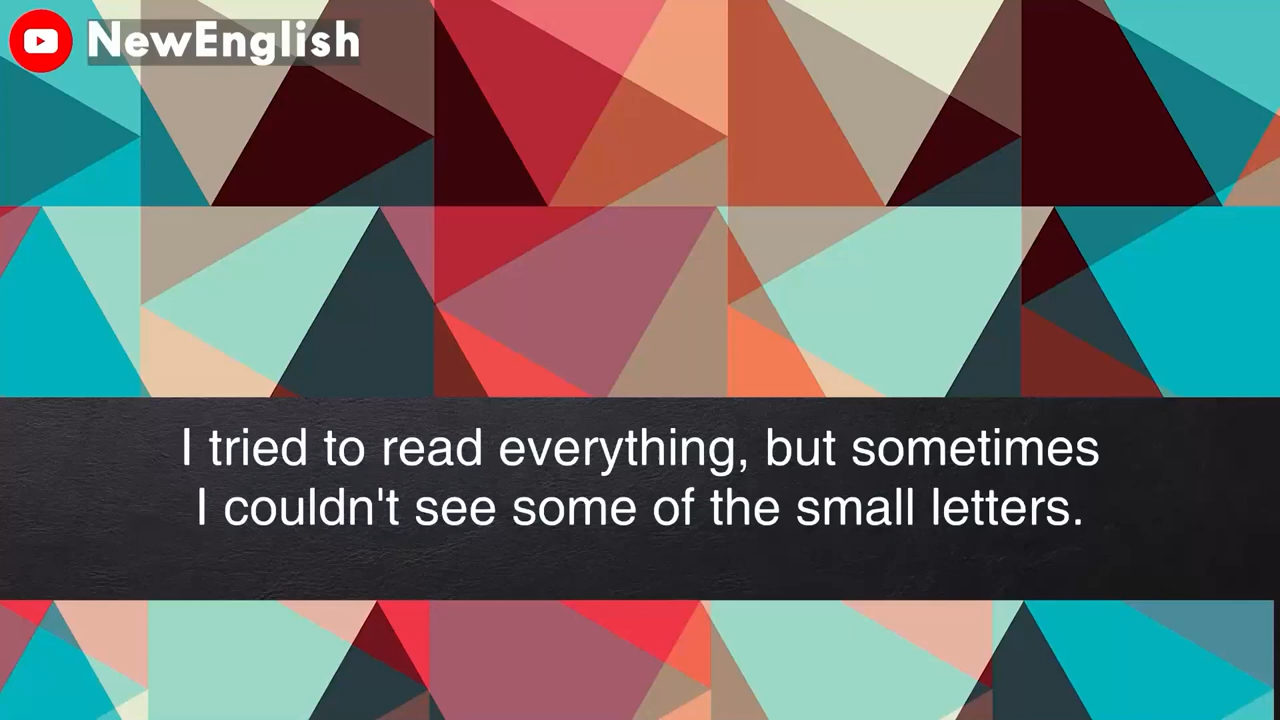 NewEnglish
I tried to read everything, but sometimes
I couldn't see some of the small letters.